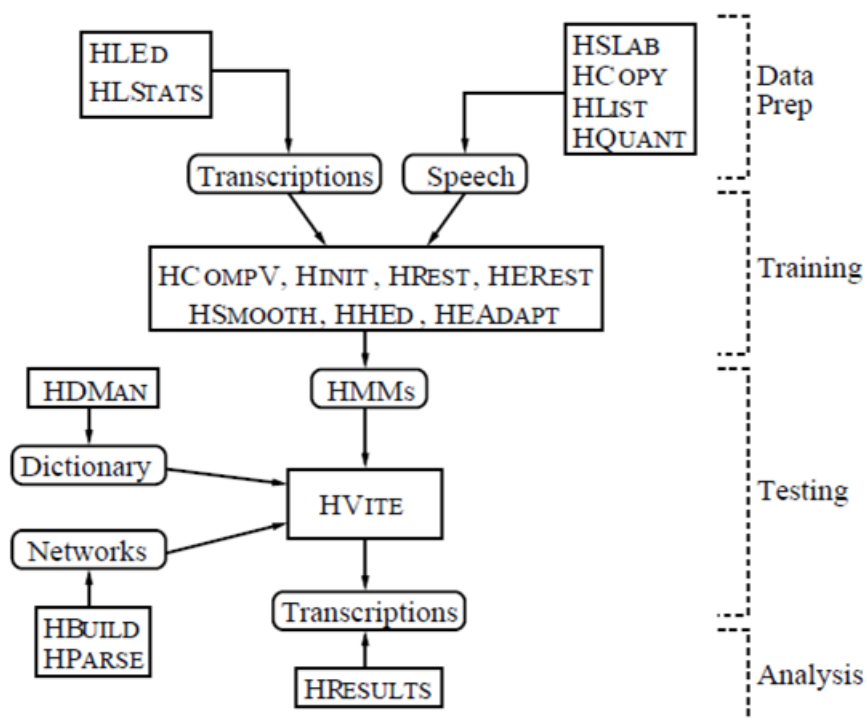 HLED
HLSTATS
HSLAB
HCOPY
HLIST
HQUANT
Data
Prep
Transcriptions
Speech
HCOMPV, HINIT, HREST, HEREST
HSMOOTH, HHED, HEADAPT
Training
HMMs
HDMAN
Dictionary
HVITE
Testing
Networks
Transcriptions
HBUILD
HPARSE
HRESULTS
Analysis